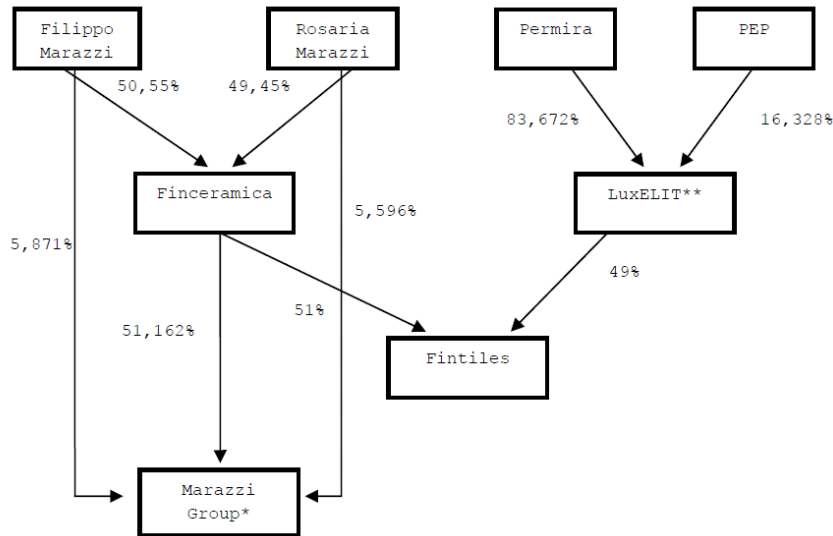 Filippo
Marazzi
Rosaria
Marazzi
Permira
PEP
50,55%
49,45%
83,672%
16,328%
Finceramica
LuxELIT**
5,871%
5,596%
49%
51,162%
51%
Fintiles
Marazzi
Group*